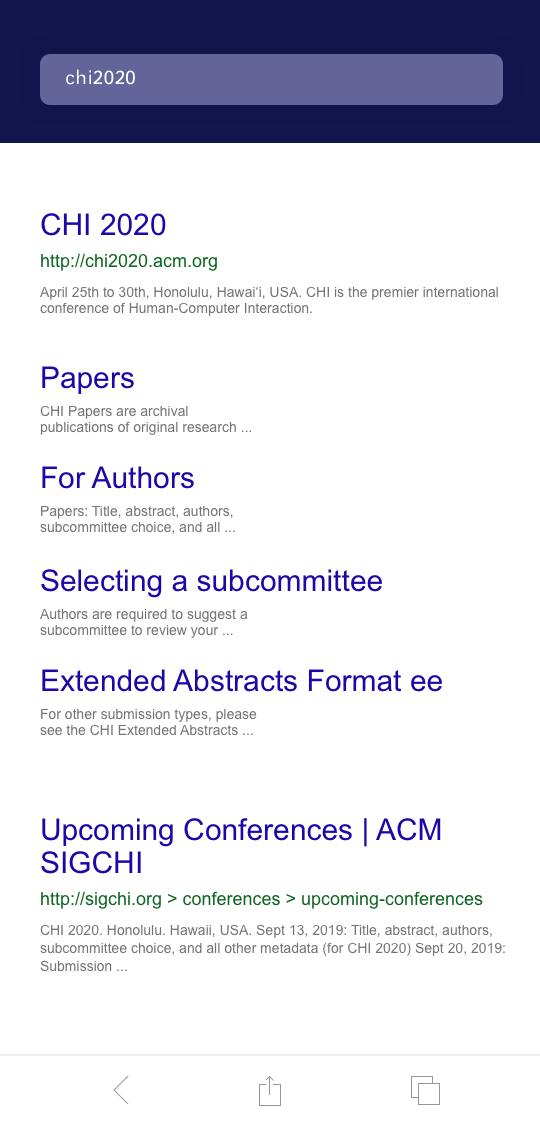 chi2020
CHI 2020
http://chi2020.acm.org
April 25th to 30th, Honolulu, Hawaiʻi, USA. CHI is the premier international
conference of Human-Computer Interaction.
Papers
CHI Papers are archival
publications of original research ...
For Authors
Papers: Title, abstract, authors,
subcommittee choice, and all ...
Selecting a subcommittee
Authors are required to suggest a
subcommittee to review your ...
Extended Abstracts Format ee
For other submission types, please
see the CHI Extended Abstracts ...
Upcoming Conferences | ACM
SIGCHI
http://sigchi.org > conferences > upcoming-conferences
CHI 2020. Honolulu. Hawaii, USA. Sept 13, 2019: Title, abstract, authors,
subcommittee choice, and all other metadata (for CHI 2020) Sept 20, 2019:
Submission ...